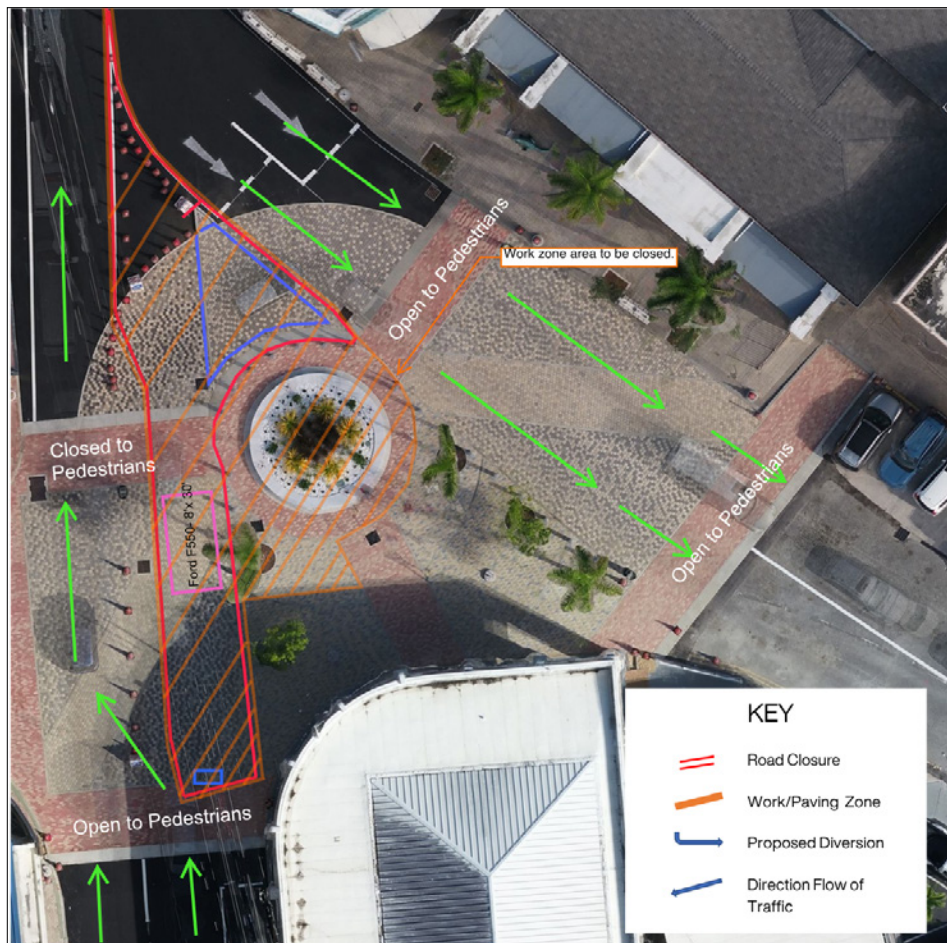 Open to Pedestrians
Work zone area to be closed.
Closed to
Pedestrians
Ford F550- 8'x 30'
Open to Pedestrians
Open to Pedestrians
KEY
Road Closure
Work/Paving Zone
Proposed Diversion
Direction Flow of
Traffic